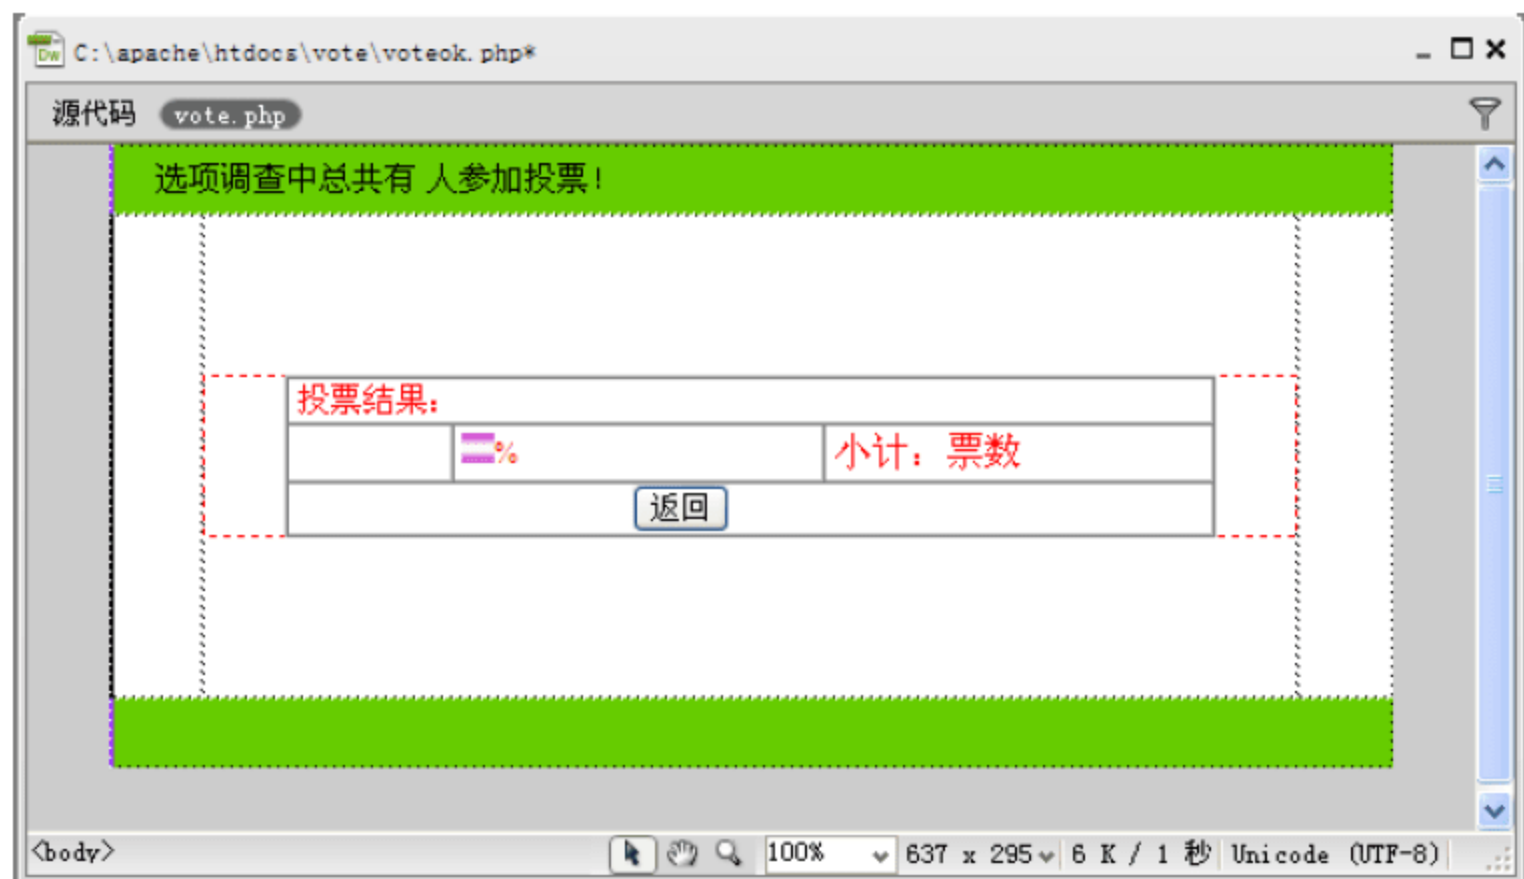 C:\apache\htdocs\vote\voteok.php*
源代码 vote.php
选项调查中总共有 人参加投票！
投票结果：
% 小计：票数
返回
<body> 100% 637 x 295 6 K / 1 秒 Unicode (UTF-8)